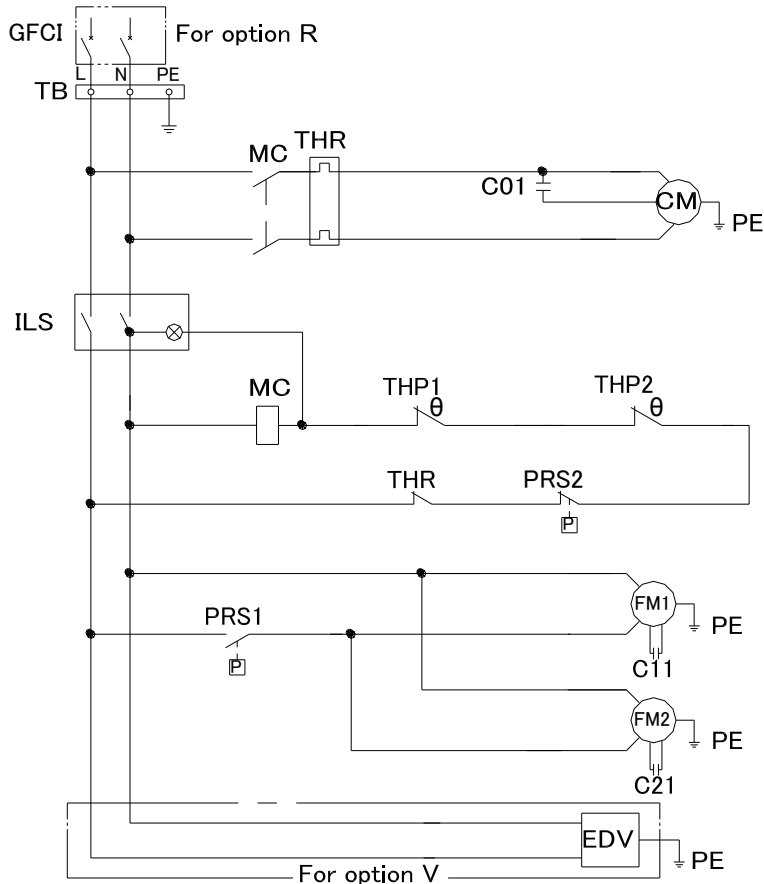 GFCI For option R
L N PE
TB
MC THR
C01
CM
PE
ILS
MC THP1 THP2
θ θ
THR PRS2
P
PRS1 FM1 PE
P
C11
FM2
PE
C21
EDV
PE
For option V